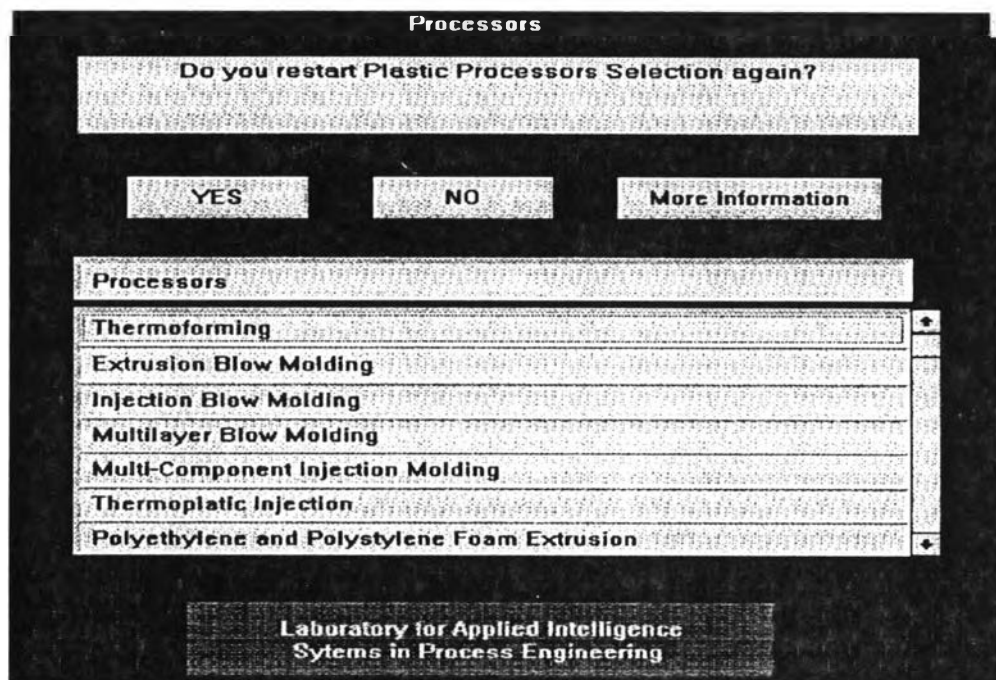 Processors
Do you restart Plastic Processors Selection again?
YES NO More Information
Processors
Thermoforming
Extrusion Blow Molding
Injection Blow Molding
Multilayer Blow Molding
Multi-Component Injection Molding
Thermoplatic Injection
Polyethylene and Polystylene Foam Extrusion
Laboratory for Applied Intelligence
Sytems in Process Engineering